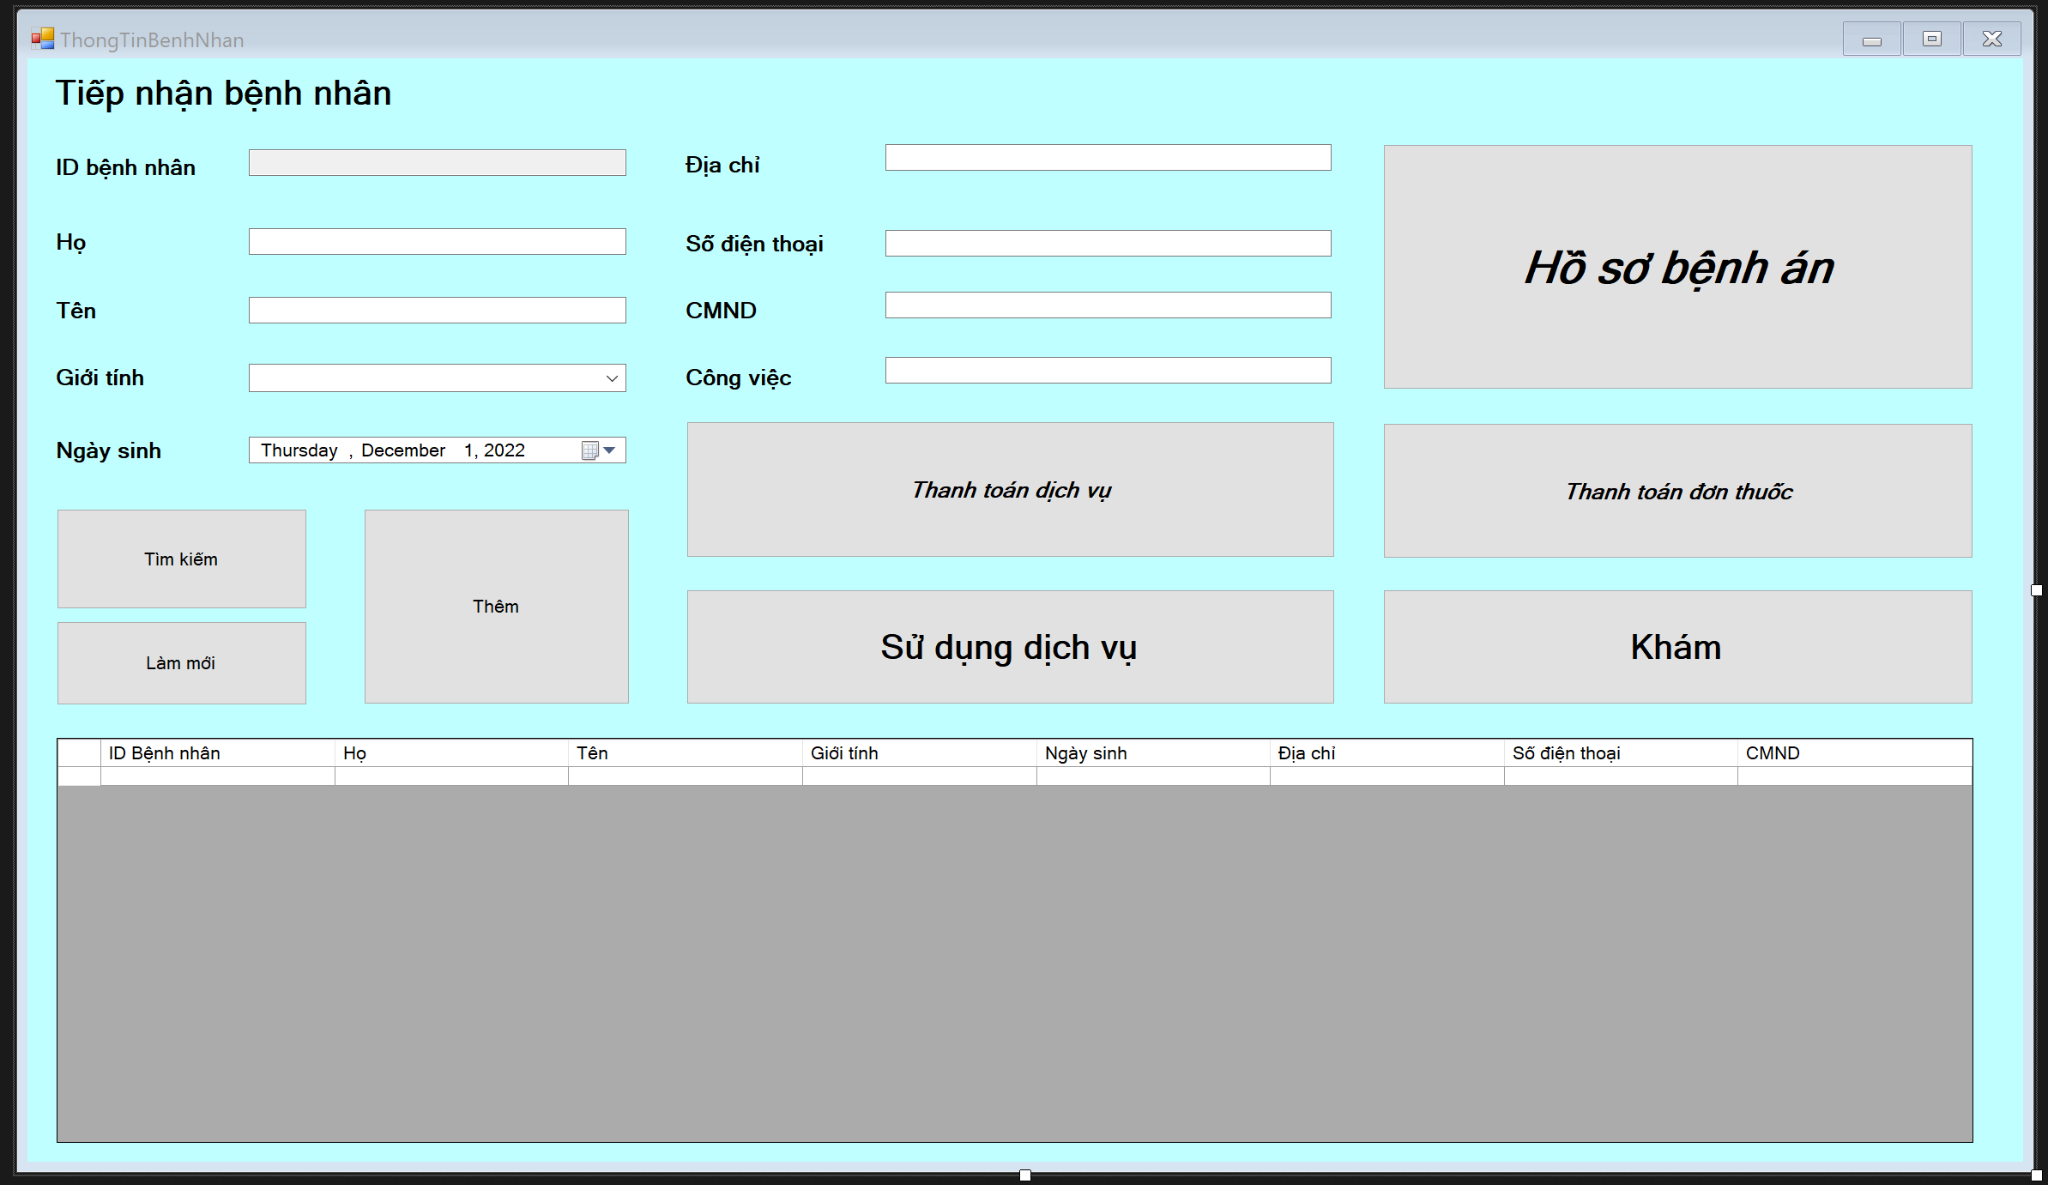 ThongTinBenhNhan
Tiếp nhận bệnh nhân
ID bệnh nhân
Họ
Tên
Giới tính
Ngày sinh
Thursday , December 1, 2022
Địa chỉ
Số điện thoại
CMND
Công việc
Hồ sơ bệnh án
Thanh toán dịch vụ
Thanh toán đơn thuốc
Tìm kiếm
Thêm
Làm mới
Sử dụng dịch vụ
Khám
ID Bệnh nhân Họ Tên Giới tính Ngày sinh Địa chỉ Số điện thoại CMND